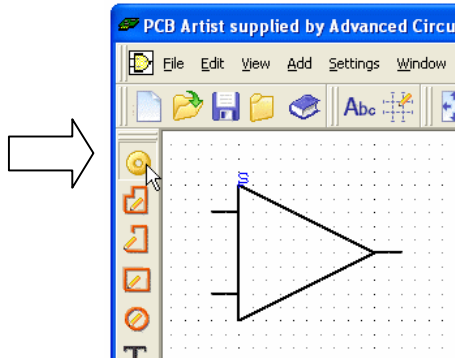 PCB Artist supplied by Advanced Circu
File Edit View Add Settings Window
Abc
S
T